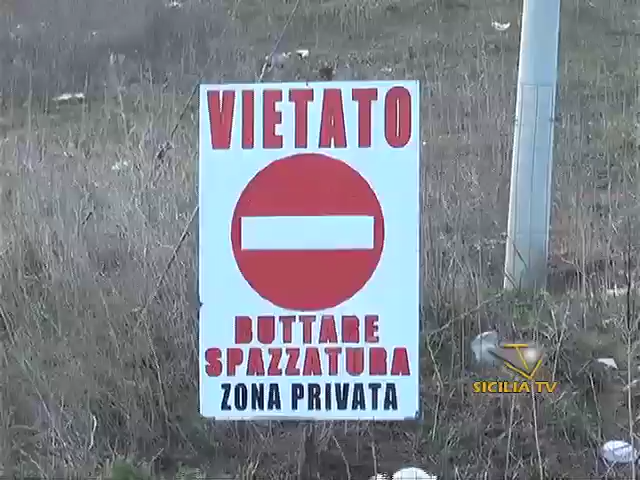 VIETATO
BUTTARE
SPAZZATURA
ZONA PRIVATA
SICILIA TV